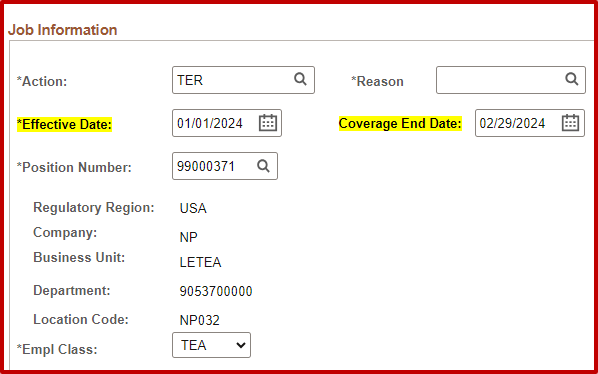 Job Information
*Action: TER *Reason
*Effective Date: 01/01/2024 Coverage End Date: 02/29/2024
*Position Number: 99000371
Regulatory Region: USA
Company: NP
Business Unit: LETEA
Department: 9053700000
Location Code: NP032
*Empl Class: TEA